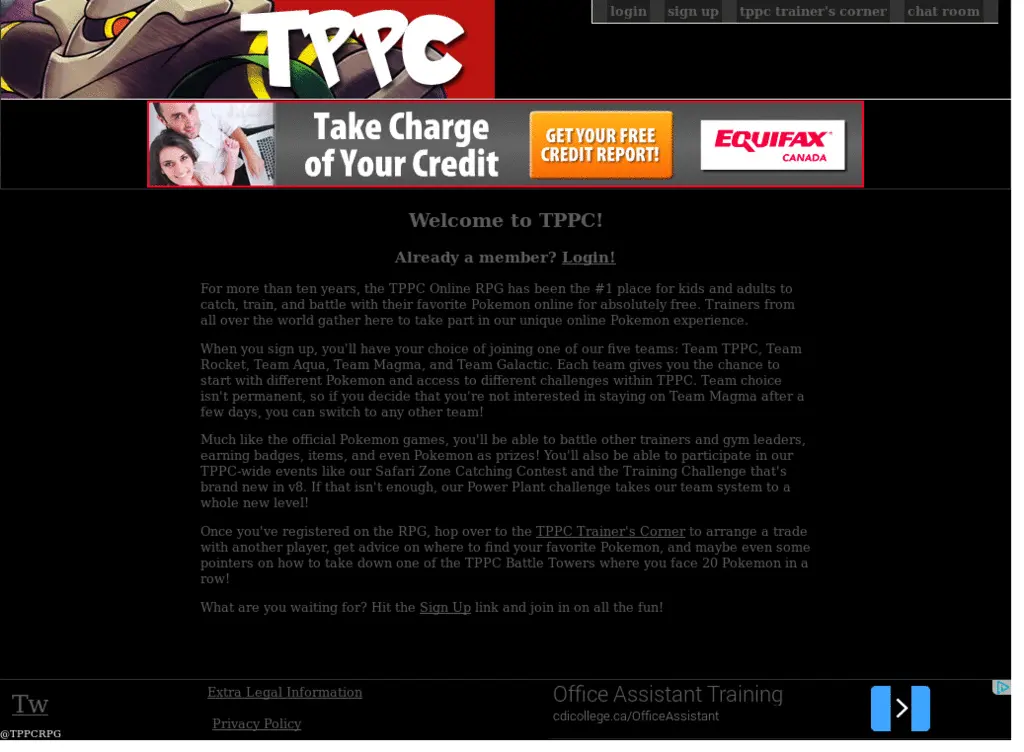 TPPC
login sign up tppc trainer's corner chat room
Take Charge
of Your Credit
GET YOUR FREE
CREDIT REPORT!
EQUIFAX
CANADA
Welcome to TPPC!
Already a member? Login!
For more than ten years, the TPPC Online RPG has been the #1 place for kids and adults to
catch, train, and battle with their favorite Pokemon online for absolutely free. Trainers from
all over the world gather here to take part in our unique online Pokemon experience.
When you sign up, you'll have your choice of joining one of our five teams: Team TPPC, Team
Rocket, Team Aqua, Team Magma, and Team Galactic. Each team gives you the chance to
start with different Pokemon and access to different challenges within TPPC. Team choice
isn't permanent, so if you decide that you're not interested in staying on Team Magma after a
few days, you can switch to any other team!
Much like the official Pokemon games, you'll be able to battle other trainers and gym leaders,
earning badges, items, and even Pokemon as prizes! You'll also be able to participate in our
TPPC-wide events like our Safari Zone Catching Contest and the Training Challenge that's
brand new in v8. If that isn't enough, our Power Plant challenge takes our team system to a
whole new level!
Once you've registered on the RPG, hop over to the TPPC Trainer's Corner to arrange a trade
with another player, get advice on where to find your favorite Pokemon, and maybe even some
pointers on how to take down one of the TPPC Battle Towers where you face 20 Pokemon in a
row!
What are you waiting for? Hit the Sign Up link and join in on all the fun!
Tw
@TPPCRPG
Extra Legal Information
Privacy Policy
Office Assistant Training
cdicollege.ca/OfficeAssistant